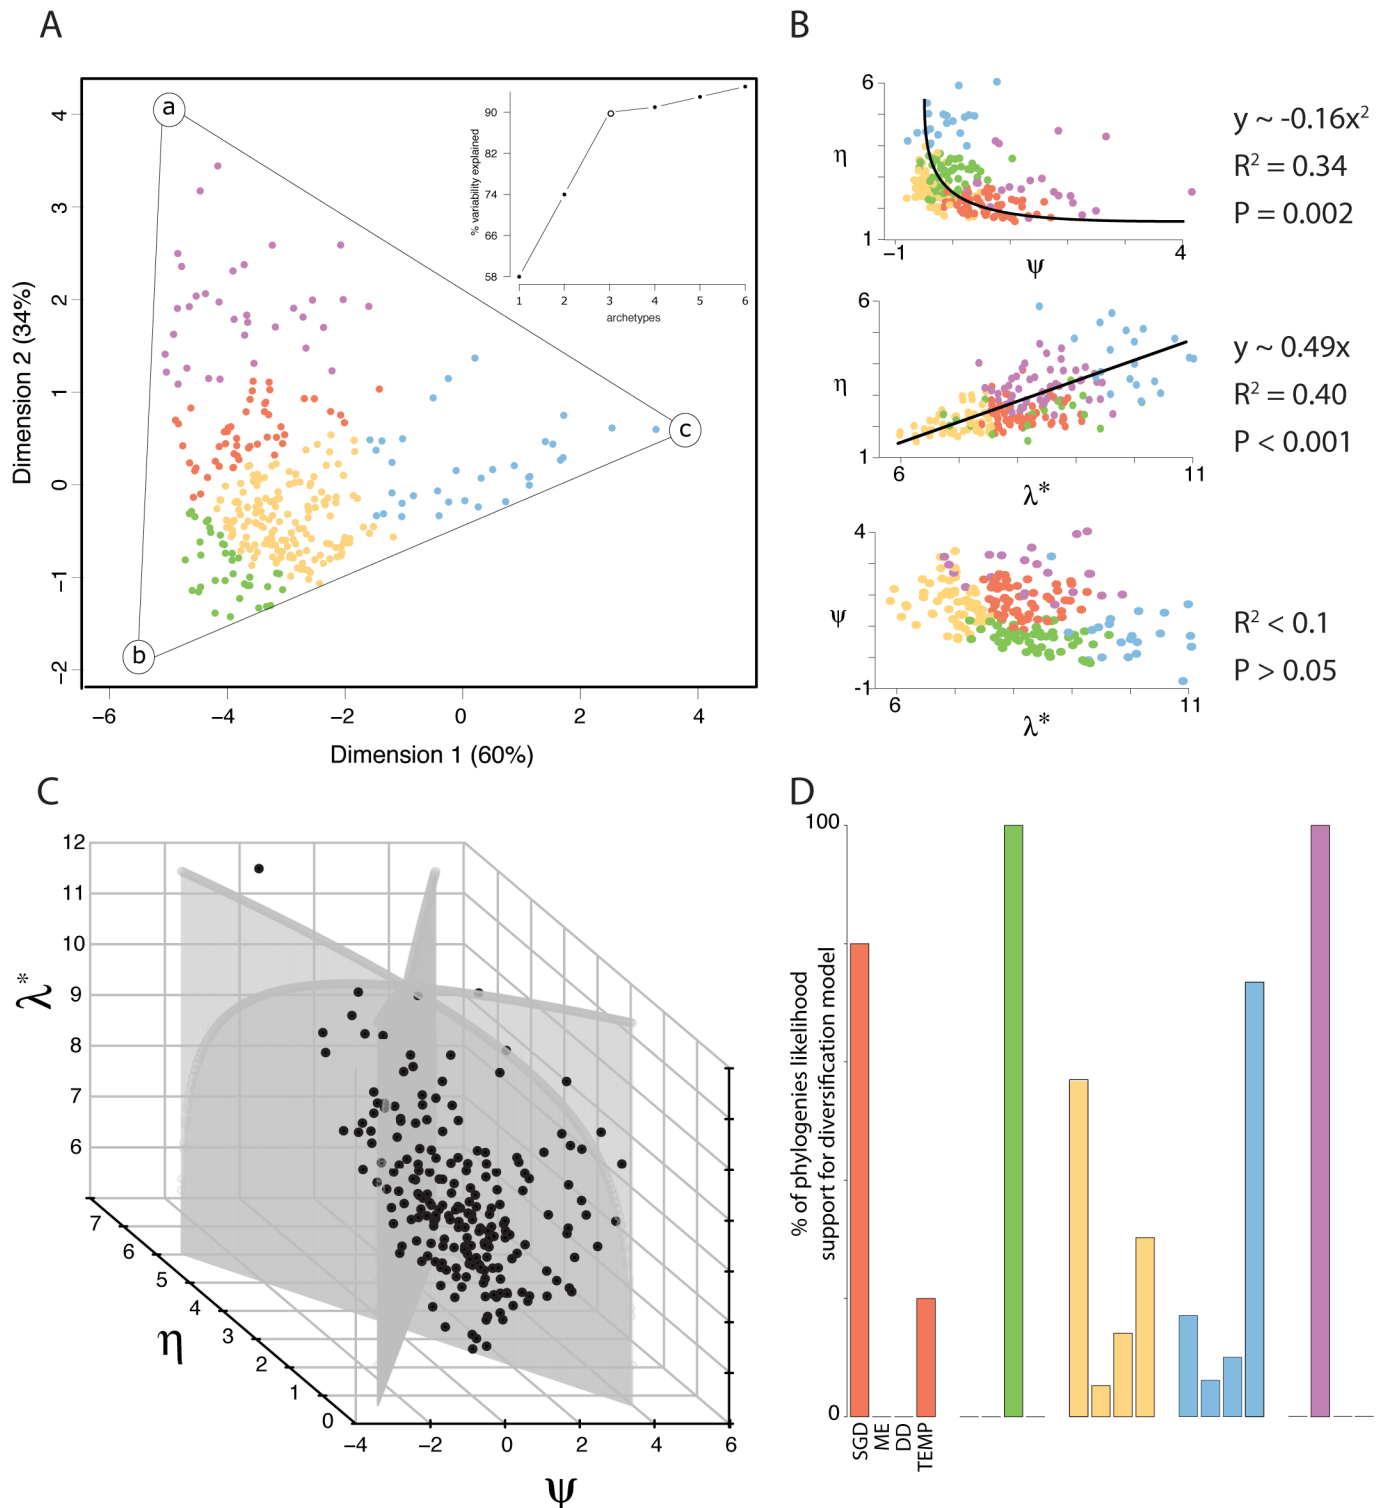 A
a
b
c
4
3
2
1
0
−1
−2
Dimension 2 (34%)
−6
−4
−2
0
2
4
Dimension 1 (60%)
90
82
74
66
58
% variability explained
1
2
3
4
5
6
archetypes
B
6
η
1
−1
4
ψ
y ~ -0.16x²
R² = 0.34
P = 0.002
6
η
1
6
11
λ*
y ~ 0.49x
R² = 0.40
P < 0.001
4
ψ
-1
6
11
λ*
R² < 0.1
P > 0.05
C
12
11
10
9
8
7
6
λ*
7
6
5
4
3
2
1
0
η
−4
−2
0
2
4
6
ψ
D
100
0
% of phylogenies likelihood
support for diversification model
SGD
ME
DD
TEMP